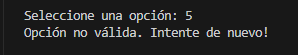 Seleccione una opción: 5
Opción no válida. Intente de nuevo!